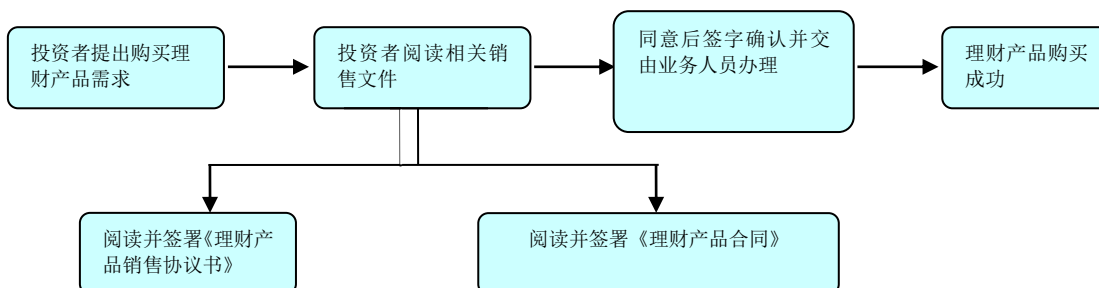 投资者提出购买理
财产品需求
投资者阅读相关销
售文件
同意后签字确认并交
由业务人员办理
理财产品购买
成功
阅读并签署《理财产
品销售协议书》
阅读并签署《理财产品合同》